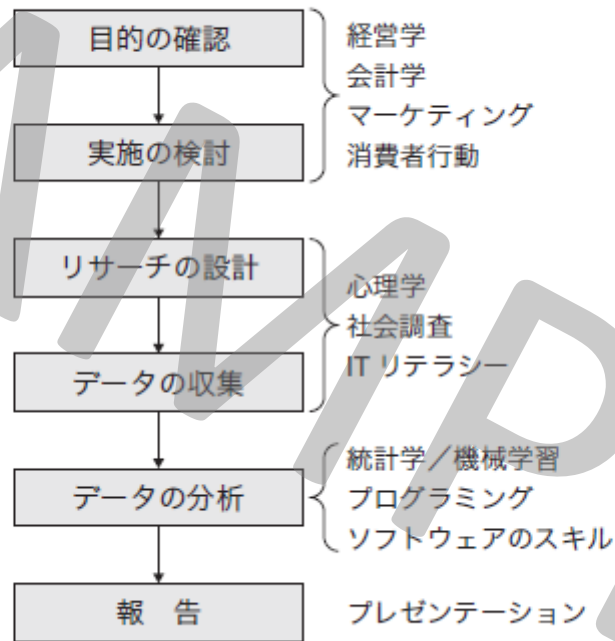 目的の確認
実施の検討
経営学
会計学
マーケティング
消費者行動
リサーチの設計
データの収集
心理学
社会調査
IT リテラシー
データの分析
統計学／機械学習
プログラミング
ソフトウェアのスキル
報　告
プレゼンテーション